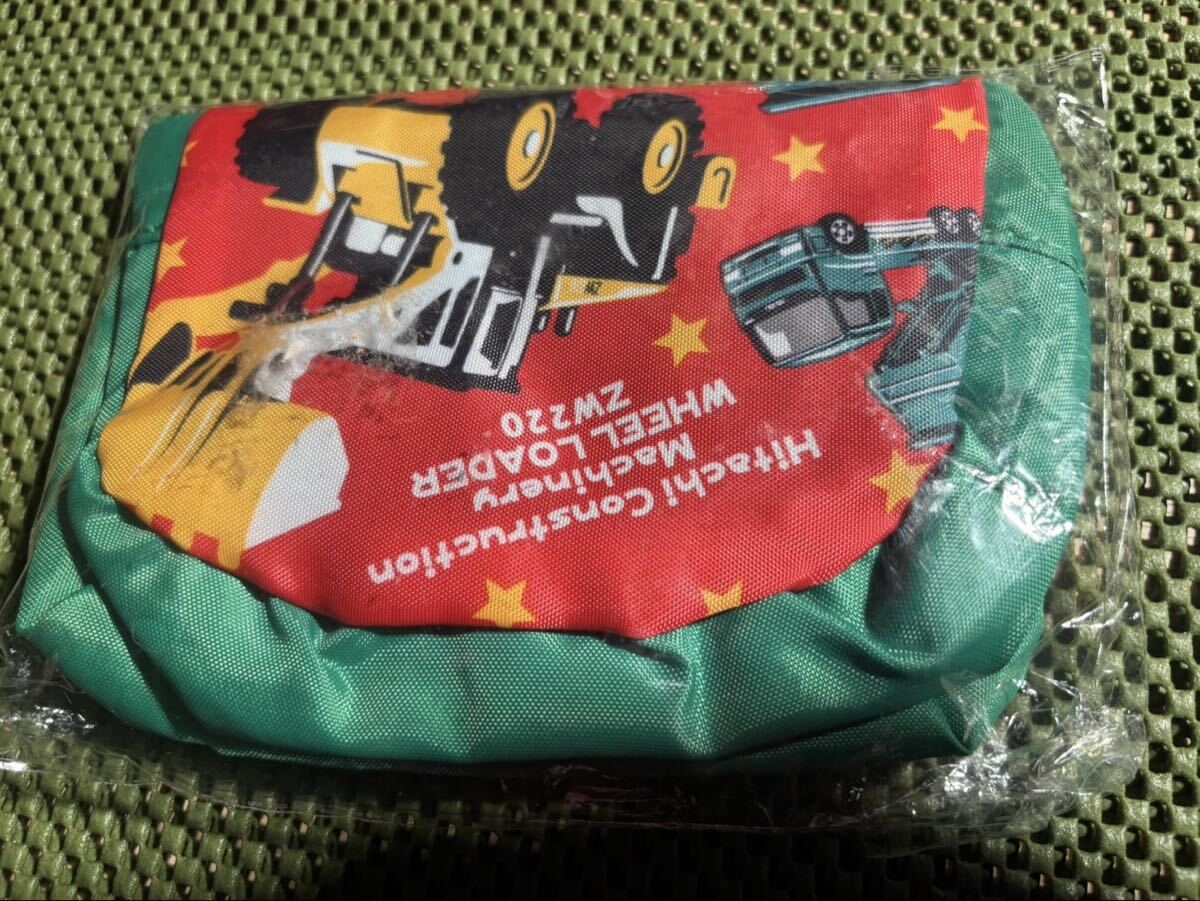 Hitachi Construction
Machinery
WHEEL LOADER
ZW220